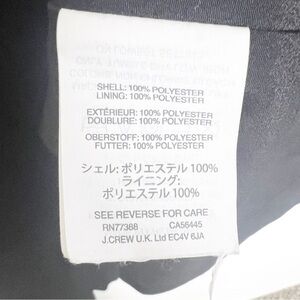 SHELL: 100% POLYESTER
LINING: 100% POLYESTER
EXTÉRIEUR: 100% POLYESTER
DOUBLURE: 100% POLYESTER
OBERSTOFF: 100% POLYESTER
FUTTER: 100% POLYESTER
シェル: ポリエステル 100%
ライニング:
ポリエステル 100%
SEE REVERSE FOR CARE
RN77388 CA56445
J.CREW U.K. Ltd EC4V 6JA